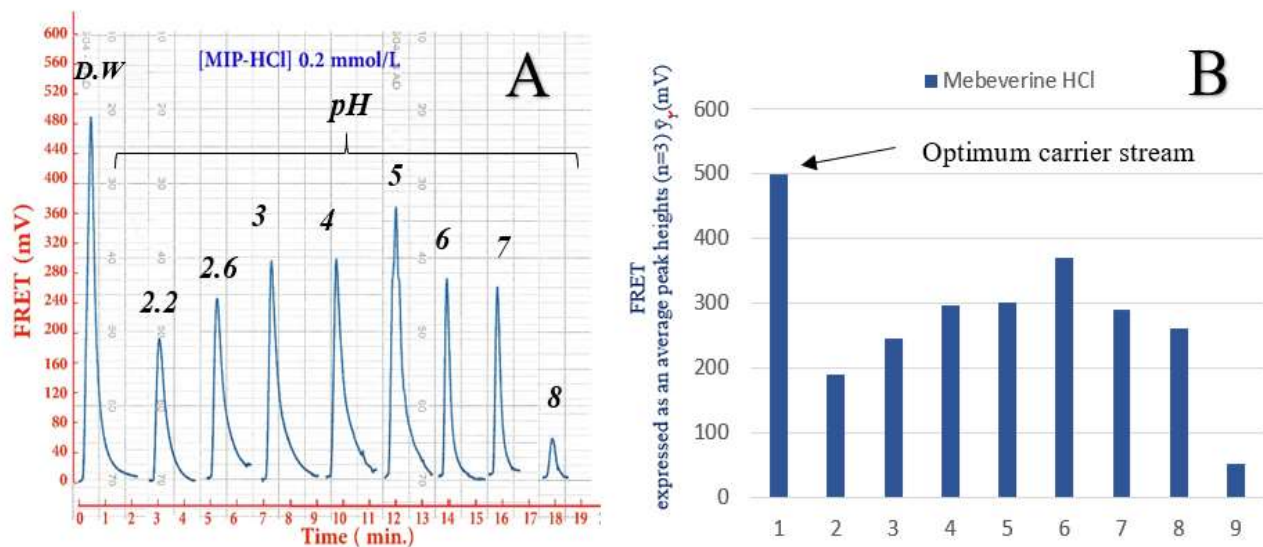 600
560
520
480
440
400
360
320
280
240
200
160
120
80
40
0
FRET (mV)
[MIP-HCl] 0.2 mmol/L
A
D.W
pH
2.2
2.6
3
4
5
6
7
8
0 1 2 3 4 5 6 7 8 9 10 11 12 13 14 15 16 17 18 19
Time ( min.)
B
Mebeverine HCl
Optimum carrier stream
FRET
expressed as an average peak heights (n=3) ȳ (mV)
600
500
400
300
200
100
0
1 2 3 4 5 6 7 8 9